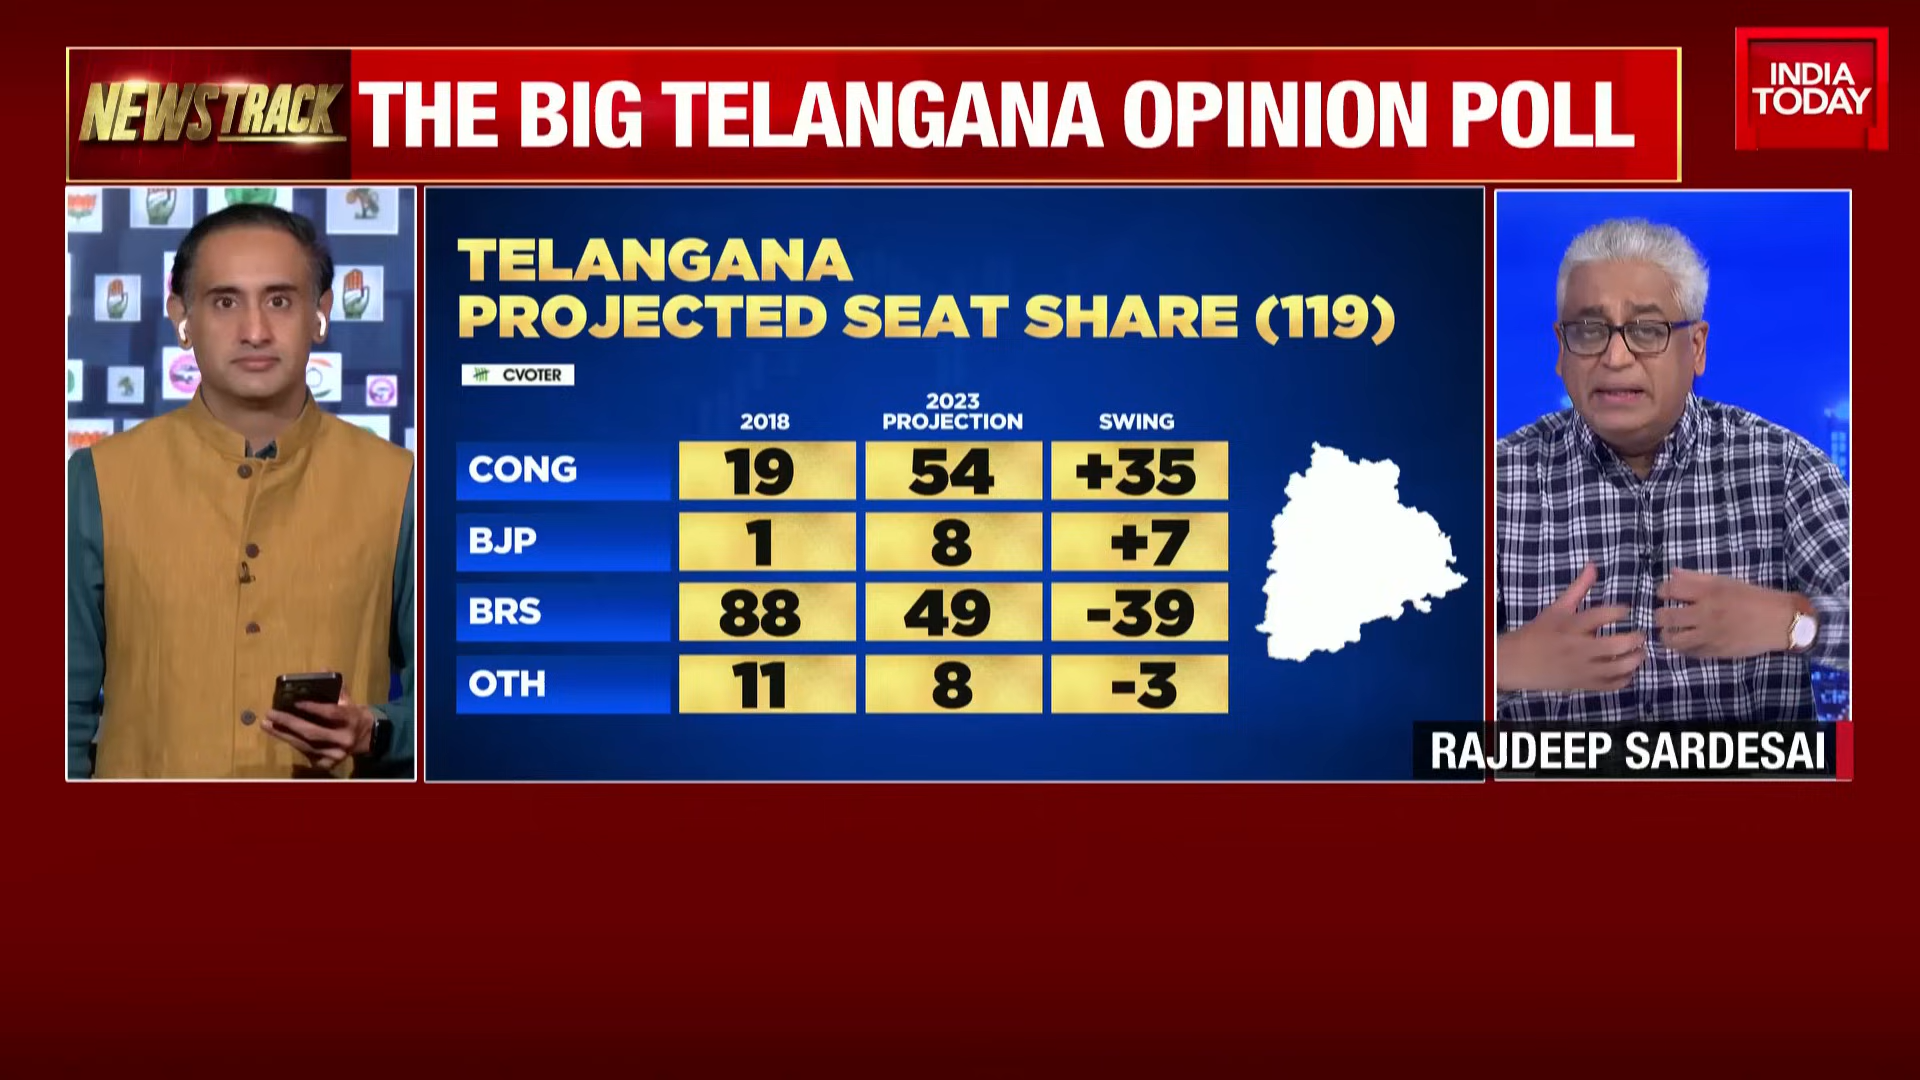 NEWSTRACK THE BIG TELANGANA OPINION POLL
INDIA
TODAY
TELANGANA
PROJECTED SEAT SHARE (119)
CVOTER
2018 2023 PROJECTION SWING
CONG 19 54 +35
BJP 1 8 +7
BRS 88 49 -39
OTH 11 8 -3
RAJDEEP SARDESAI